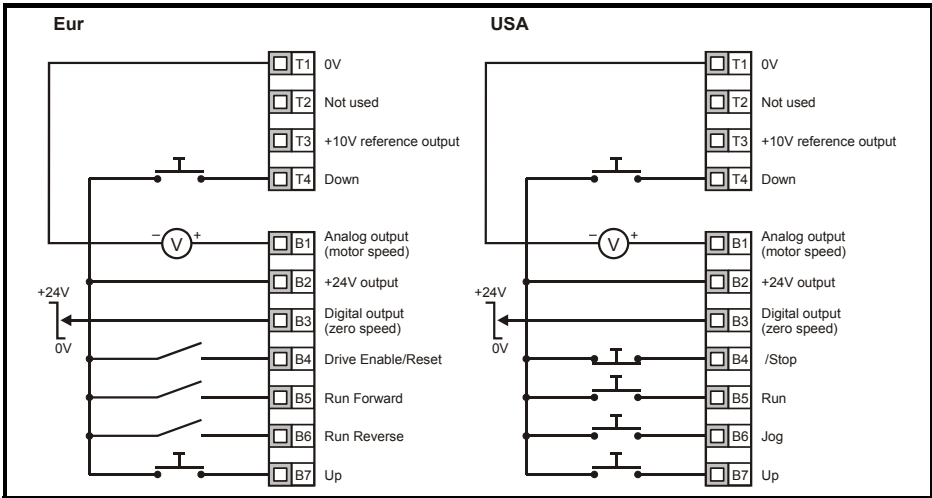 Eur
T1 0V
T2 Not used
T3 +10V reference output
T4 Down
– V +
B1 Analog output
(motor speed)
B2 +24V output
+24V
B3 Digital output
(zero speed)
0V
B4 Drive Enable/Reset
B5 Run Forward
B6 Run Reverse
B7 Up
USA
T1 0V
T2 Not used
T3 +10V reference output
T4 Down
– V +
B1 Analog output
(motor speed)
B2 +24V output
+24V
B3 Digital output
(zero speed)
0V
B4 /Stop
B5 Run
B6 Jog
B7 Up